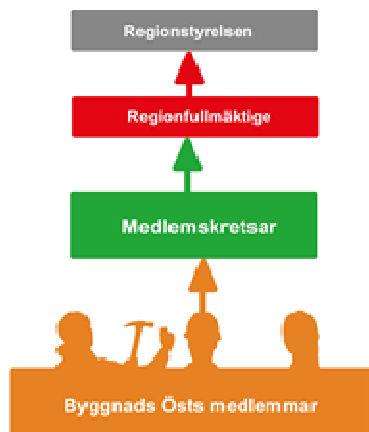 Regionstyrelsen
Regionfullmäktige
Medlemskretsar
Byggnads Östs medlemmar